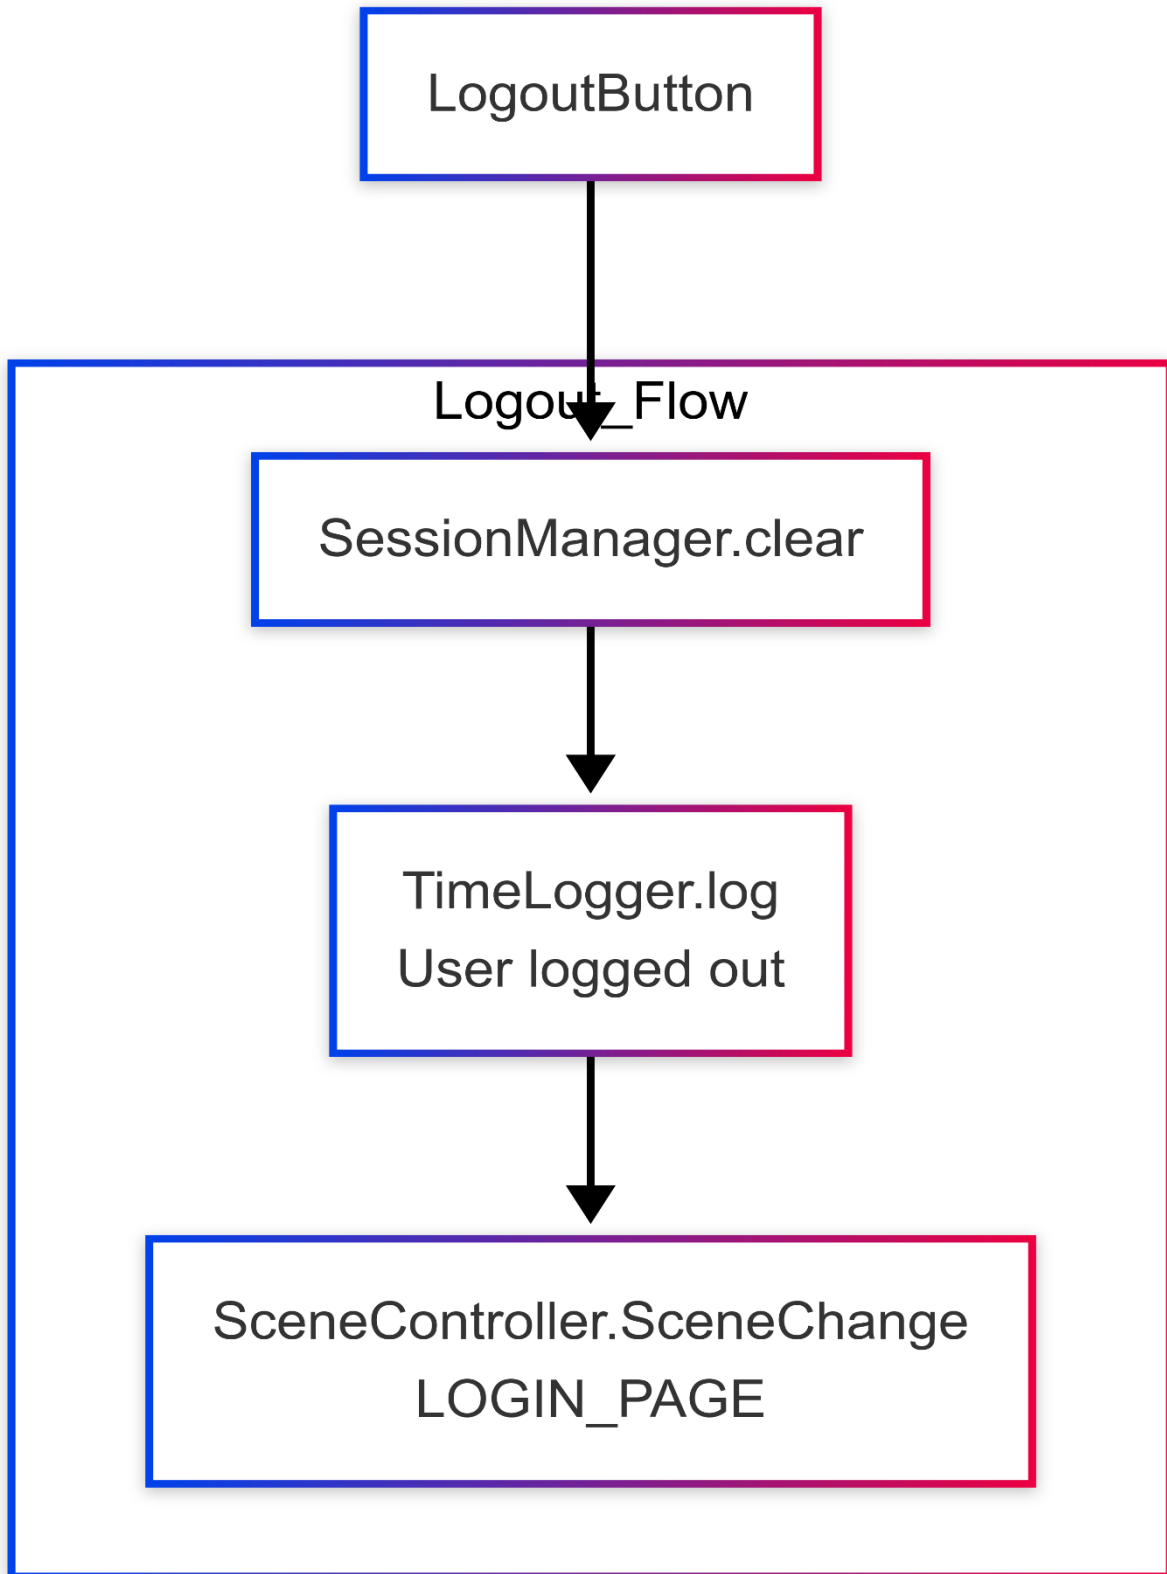 LogoutButton
Logout_Flow
SessionManager.clear
TimeLogger.log
User logged out
SceneController.SceneChange
LOGIN_PAGE